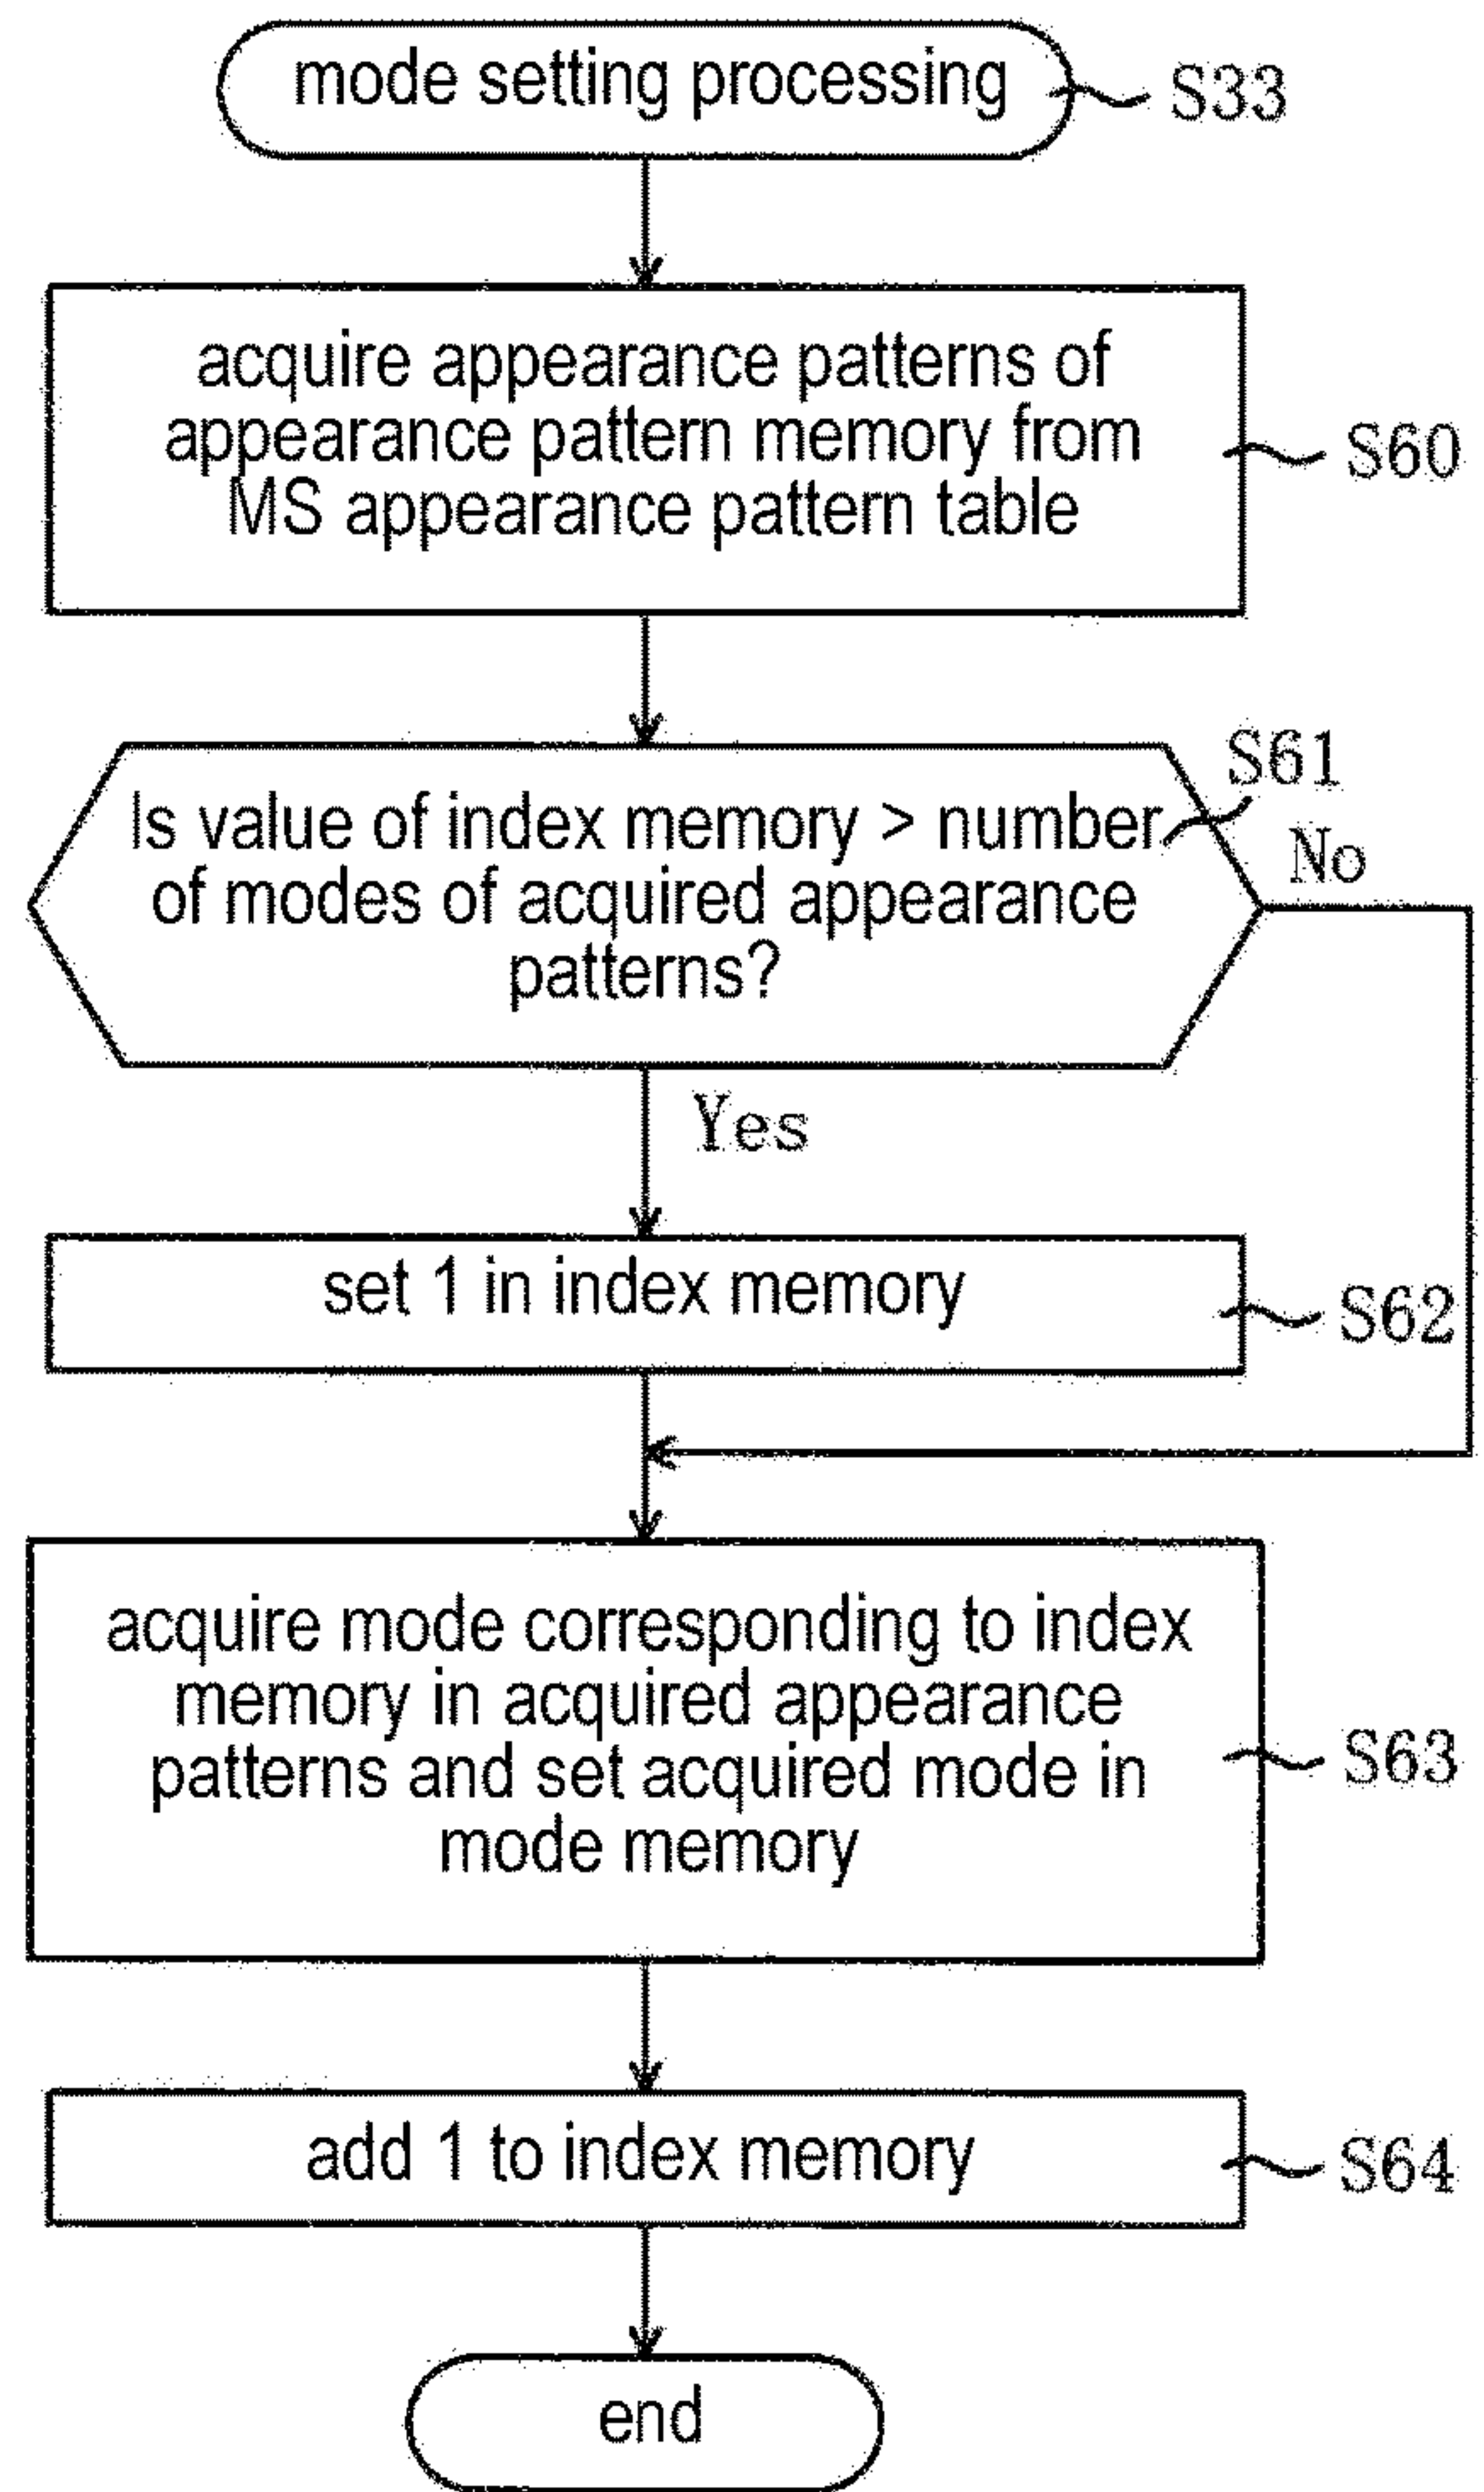 mode setting processing
S33
acquire appearance patterns of
appearance pattern memory from
MS appearance pattern table
S60
Is value of index memory > number
of modes of acquired appearance
patterns?
S61
No
Yes
set 1 in index memory
S62
acquire mode corresponding to index
memory in acquired appearance
patterns and set acquired mode in
mode memory
S63
add 1 to index memory
S64
end